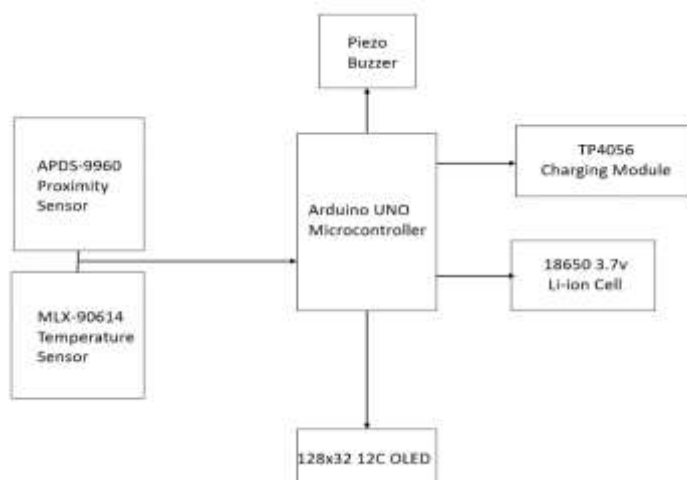 Piezo
Buzzer
APDS-9960
Proximity
Sensor
TP4056
Charging Module
Arduino UNO
Microcontroller
18650 3.7v
Li-ion Cell
MLX-90614
Temperature
Sensor
128x32 12C OLED